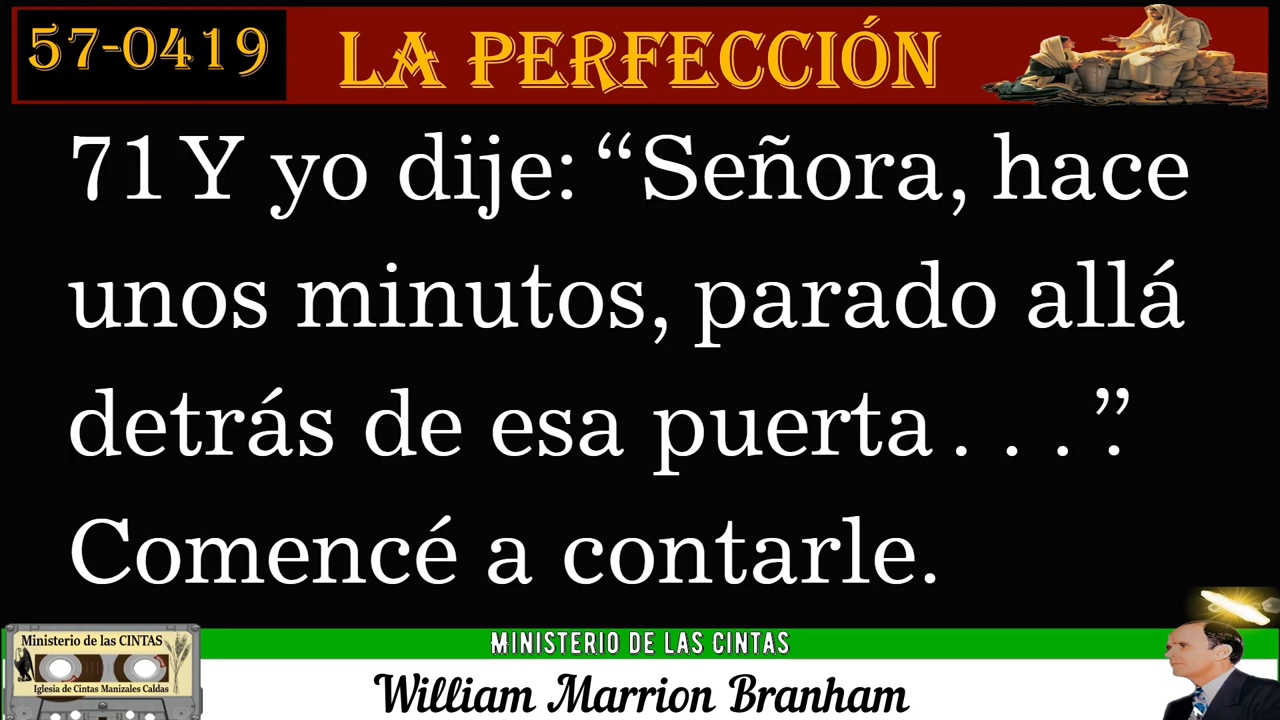 57-0419
LA PERFECCIÓN
71 Y yo dije: “Señora, hace
unos minutos, parado allá
detrás de esa puerta . . . .”
Comencé a contarle.
MINISTERIO DE LAS CINTAS
Ministerio de las CINTAS
Iglesia de Cintas Manizales Caldas
William Marrion Branham